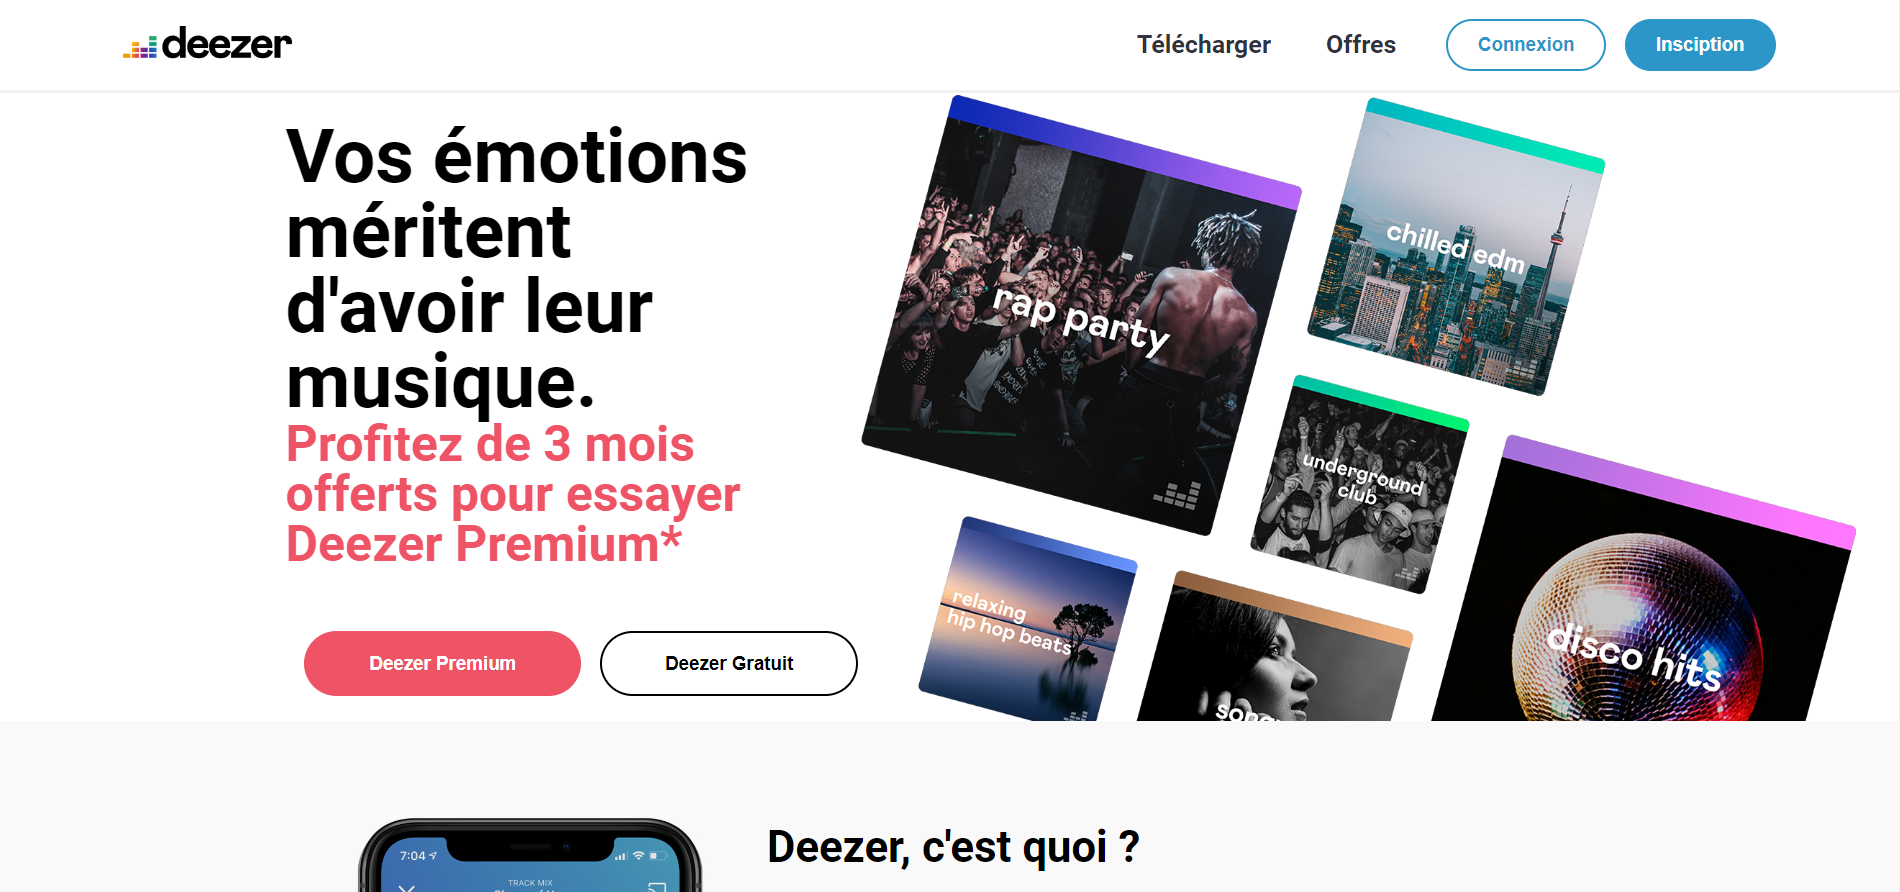 deezer
Télécharger
Offres
Connexion
Insciption
Vos émotions
méritent
d'avoir leur
musique.
Profitez de 3 mois
offerts pour essayer
Deezer Premium*
Deezer Premium
Deezer Gratuit
rap party
chilled edm
underground
club
relaxing
hip hop beats
disco hits
Deezer, c'est quoi ?
7:04
TRACK MIX